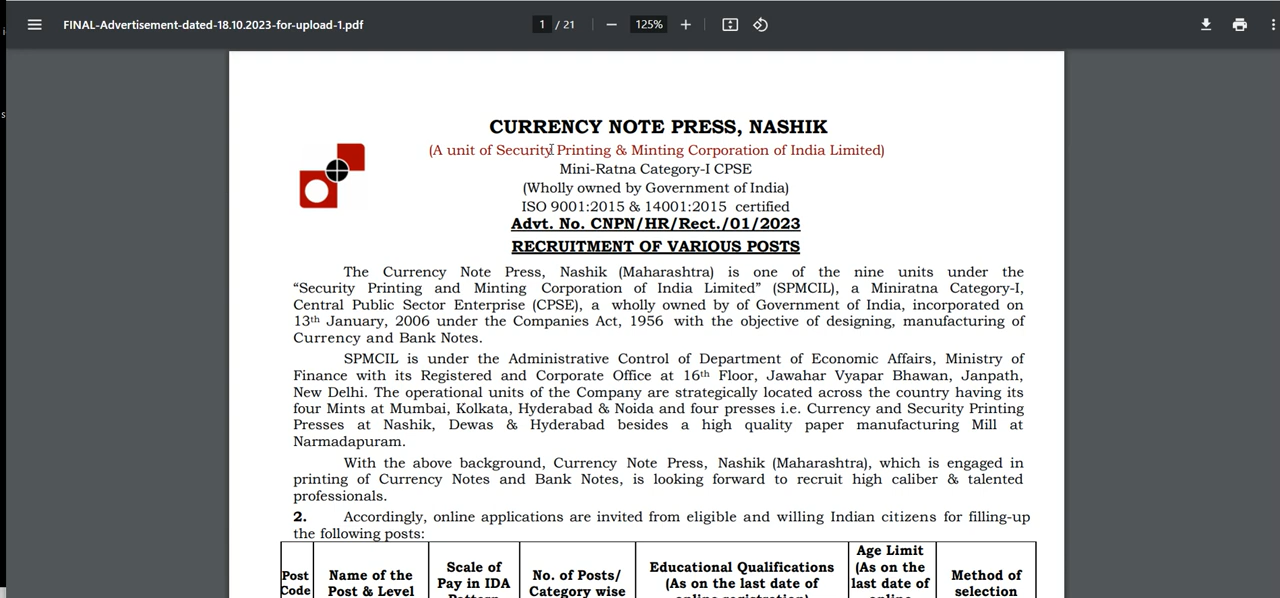 FINAL-Advertisement-dated-18.10.2023-for-upload-1.pdf
1 / 21
125%
CURRENCY NOTE PRESS, NASHIK
(A unit of Security Printing & Minting Corporation of India Limited)
Mini-Ratna Category-I CPSE
(Wholly owned by Government of India)
ISO 9001:2015 & 14001:2015 certified
Advt. No. CNPN/HR/Rect./01/2023
RECRUITMENT OF VARIOUS POSTS
The Currency Note Press, Nashik (Maharashtra) is one of the nine units under the
“Security Printing and Minting Corporation of India Limited” (SPMCIL), a Miniratna Category-I,
Central Public Sector Enterprise (CPSE), a wholly owned by of Government of India, incorporated on
13th January, 2006 under the Companies Act, 1956 with the objective of designing, manufacturing of
Currency and Bank Notes.
SPMCIL is under the Administrative Control of Department of Economic Affairs, Ministry of
Finance with its Registered and Corporate Office at 16th Floor, Jawahar Vyapar Bhawan, Janpath,
New Delhi. The operational units of the Company are strategically located across the country having its
four Mints at Mumbai, Kolkata, Hyderabad & Noida and four presses i.e. Currency and Security Printing
Presses at Nashik, Dewas & Hyderabad besides a high quality paper manufacturing Mill at
Narmadapuram.
With the above background, Currency Note Press, Nashik (Maharashtra), which is engaged in
printing of Currency Notes and Bank Notes, is looking forward to recruit high caliber & talented
professionals.
2. Accordingly, online applications are invited from eligible and willing Indian citizens for filling-up
the following posts:
Post
Code
Name of the
Post & Level
Scale of
Pay in IDA
No. of Posts/
Category wise
Educational Qualifications
(As on the last date of
Age Limit
(As on the
last date of
Method of
selection